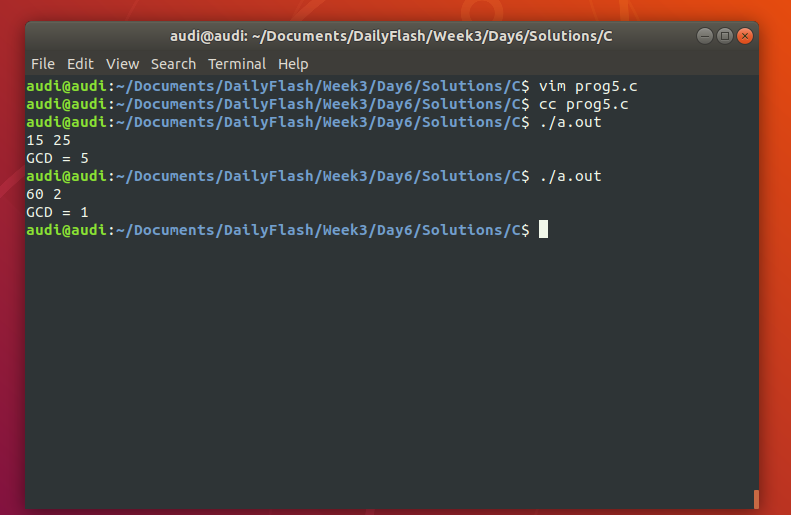 audi@audi: ~/Documents/DailyFlash/Week3/Day6/Solutions/C
File Edit View Search Terminal Help
audi@audi:~/Documents/DailyFlash/Week3/Day6/Solutions/C$ vim prog5.c
audi@audi:~/Documents/DailyFlash/Week3/Day6/Solutions/C$ cc prog5.c
audi@audi:~/Documents/DailyFlash/Week3/Day6/Solutions/C$ ./a.out
15 25
GCD = 5
audi@audi:~/Documents/DailyFlash/Week3/Day6/Solutions/C$ ./a.out
60 2
GCD = 1
audi@audi:~/Documents/DailyFlash/Week3/Day6/Solutions/C$